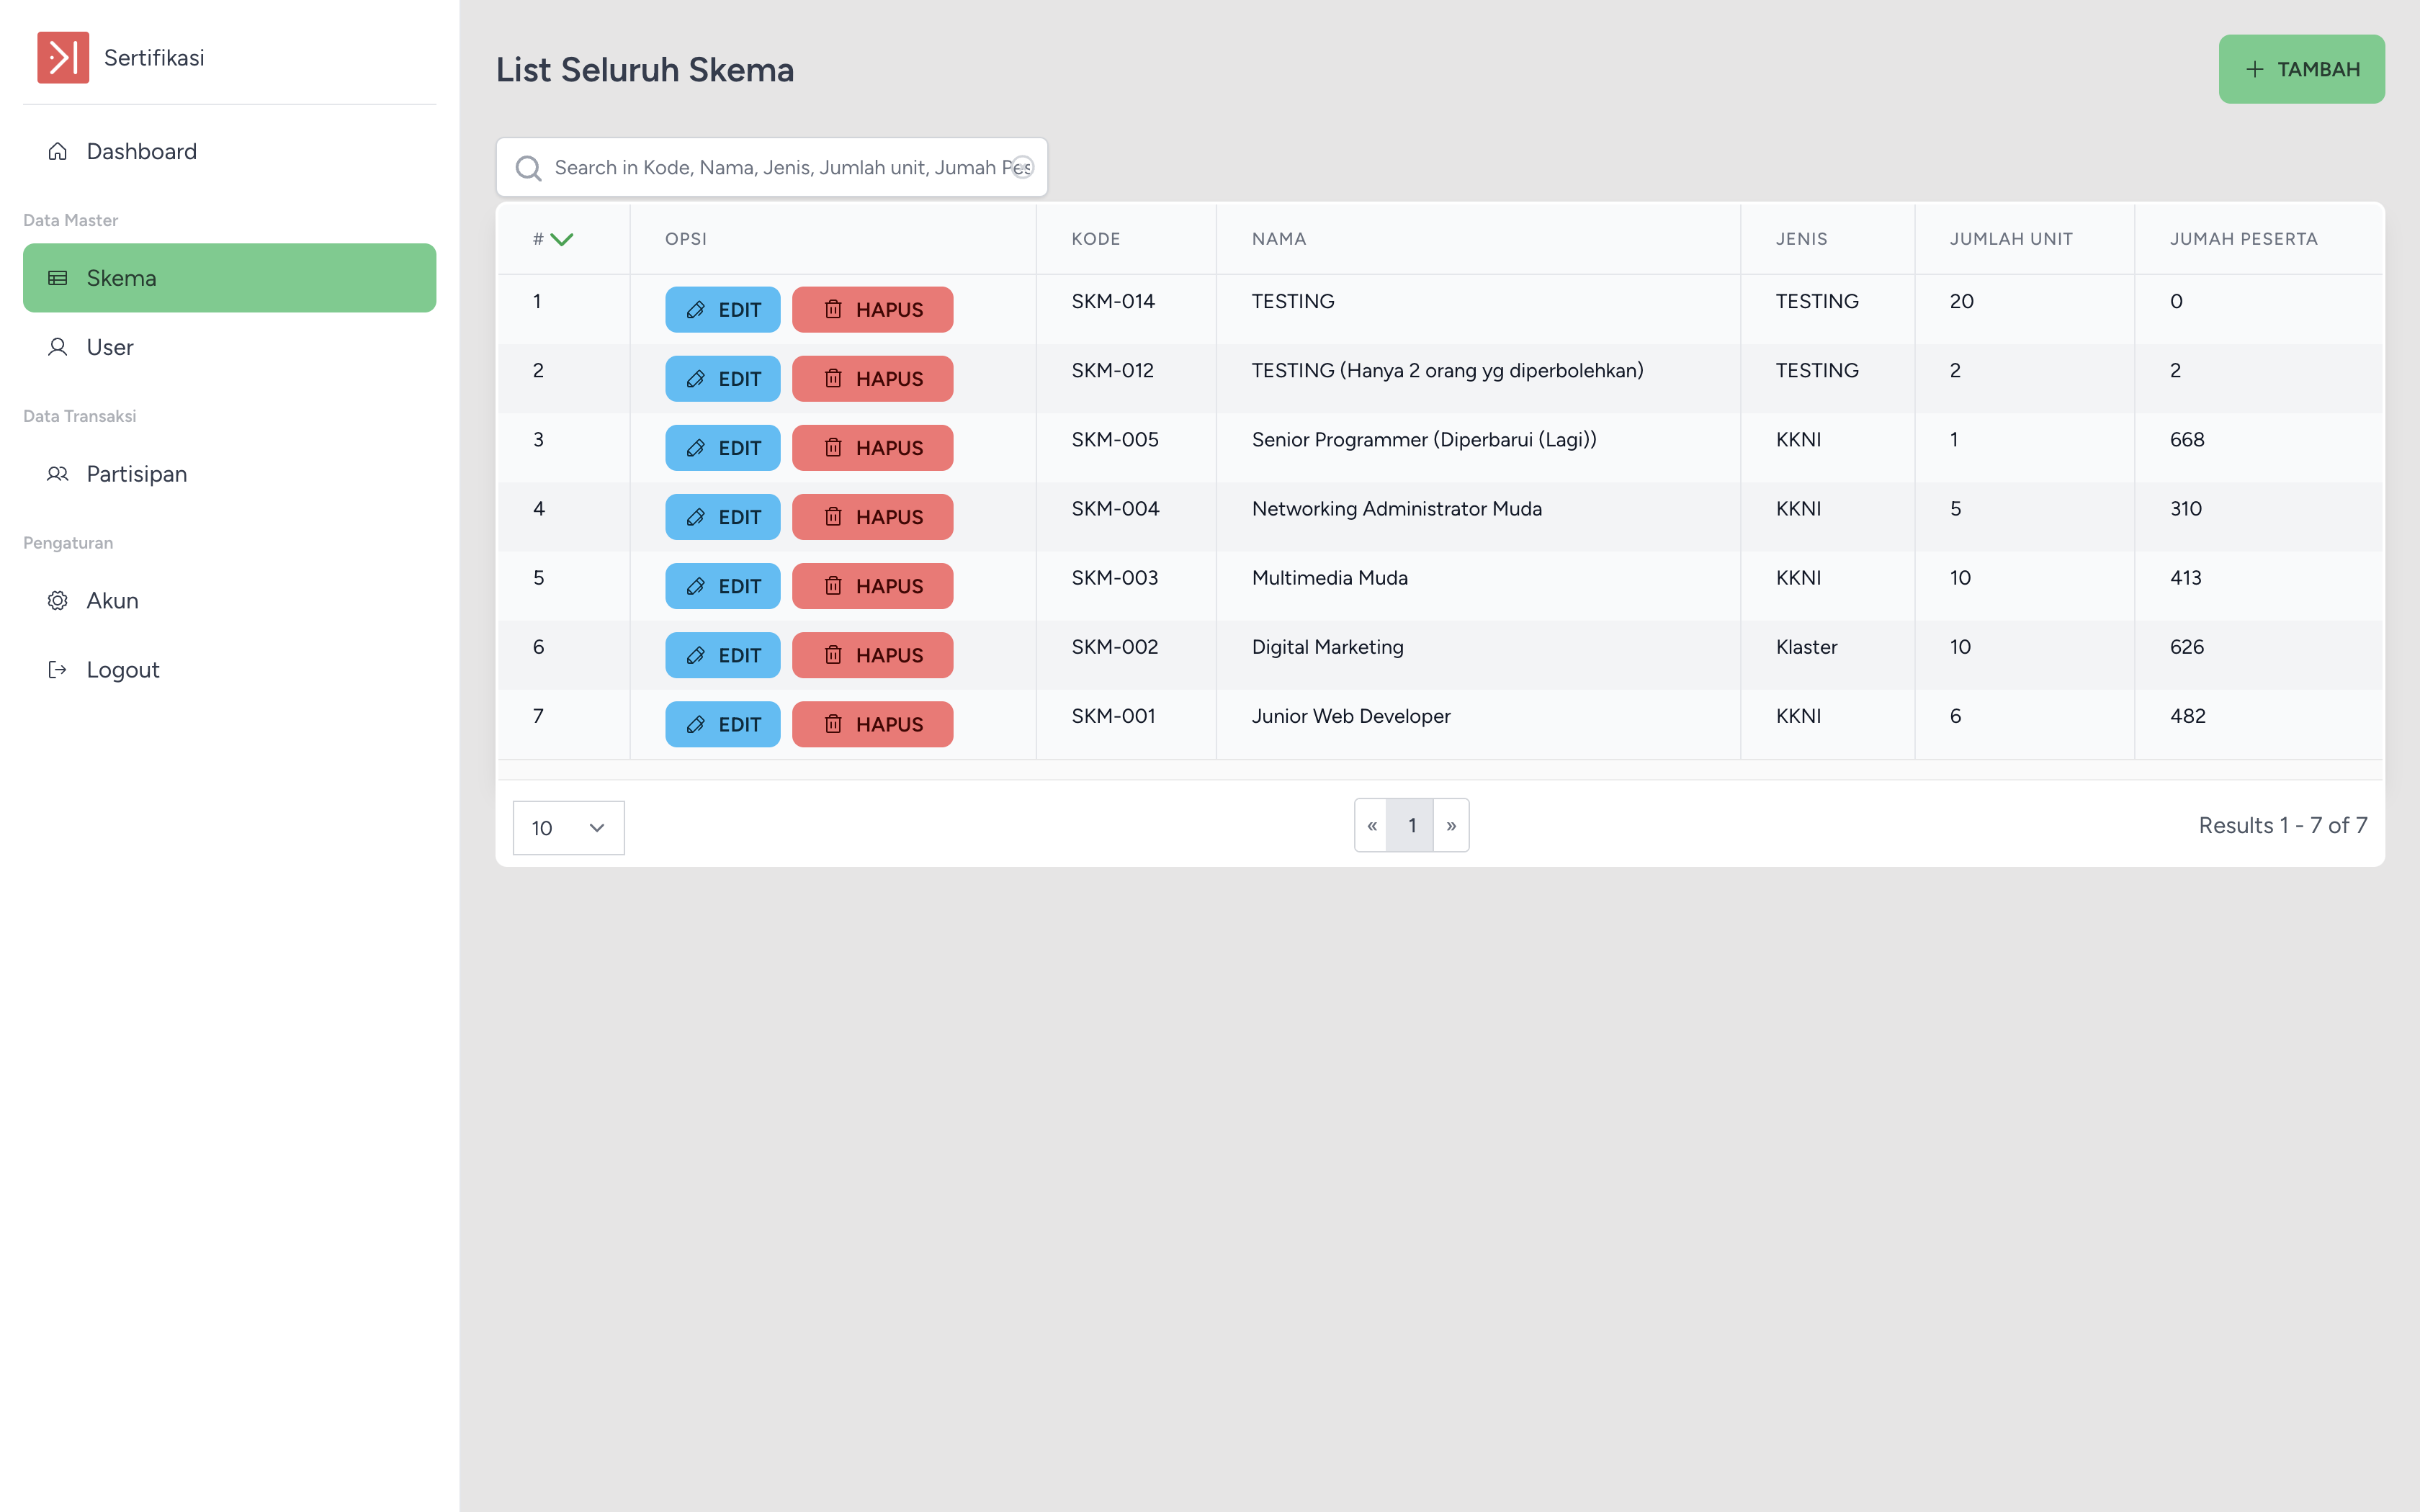 Sertifikasi
Dashboard
Data Master
Skema
User
Data Transaksi
Partisipan
Pengaturan
Akun
Logout
List Seluruh Skema
TAMBAH
Search in Kode, Nama, Jenis, Jumlah unit, Jumah Pes
# OPSI KODE NAMA JENIS JUMLAH UNIT JUMAH PESERTA
1 EDIT HAPUS SKM-014 TESTING TESTING 20 0
2 EDIT HAPUS SKM-012 TESTING (Hanya 2 orang yg diperbolehkan) TESTING 2 2
3 EDIT HAPUS SKM-005 Senior Programmer (Diperbarui (Lagi)) KKNI 1 668
4 EDIT HAPUS SKM-004 Networking Administrator Muda KKNI 5 310
5 EDIT HAPUS SKM-003 Multimedia Muda KKNI 10 413
6 EDIT HAPUS SKM-002 Digital Marketing Klaster 10 626
7 EDIT HAPUS SKM-001 Junior Web Developer KKNI 6 482
10 « 1 » Results 1 - 7 of 7